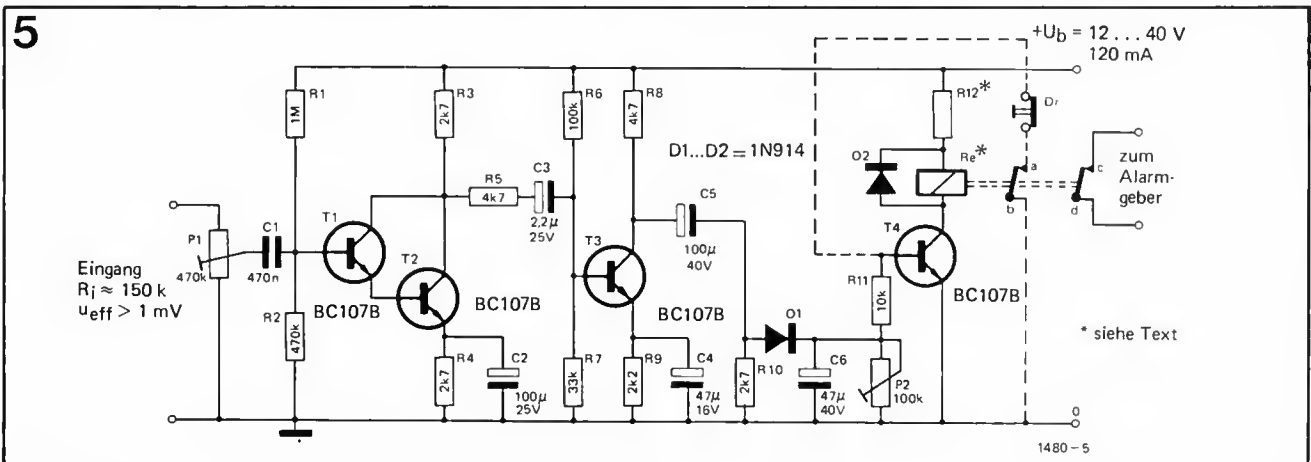 5
+Ub = 12 ... 40 V
120 mA
R1
1M
R3
2k7
R6
100k
R8
4k7
R12*
D1...D2 = 1N914
Dr
D2
Re*
a
b
c
d
zum
Alarm-
geber
R5
4k7
C3
2,2µ
25V
C5
100µ
40V
T1
T2
T3
T4
P1
470k
C1
470n
Eingang
Ri ≈ 150 k
ueff > 1 mV
BC107B
BC107B
BC107B
BC107B
R11
10k
D1
* siehe Text
R2
470k
R4
2k7
C2
100µ
25V
R7
33k
R9
2k2
C4
47µ
16V
R10
2k7
C6
47µ
40V
P2
100k
0
1480 - 5